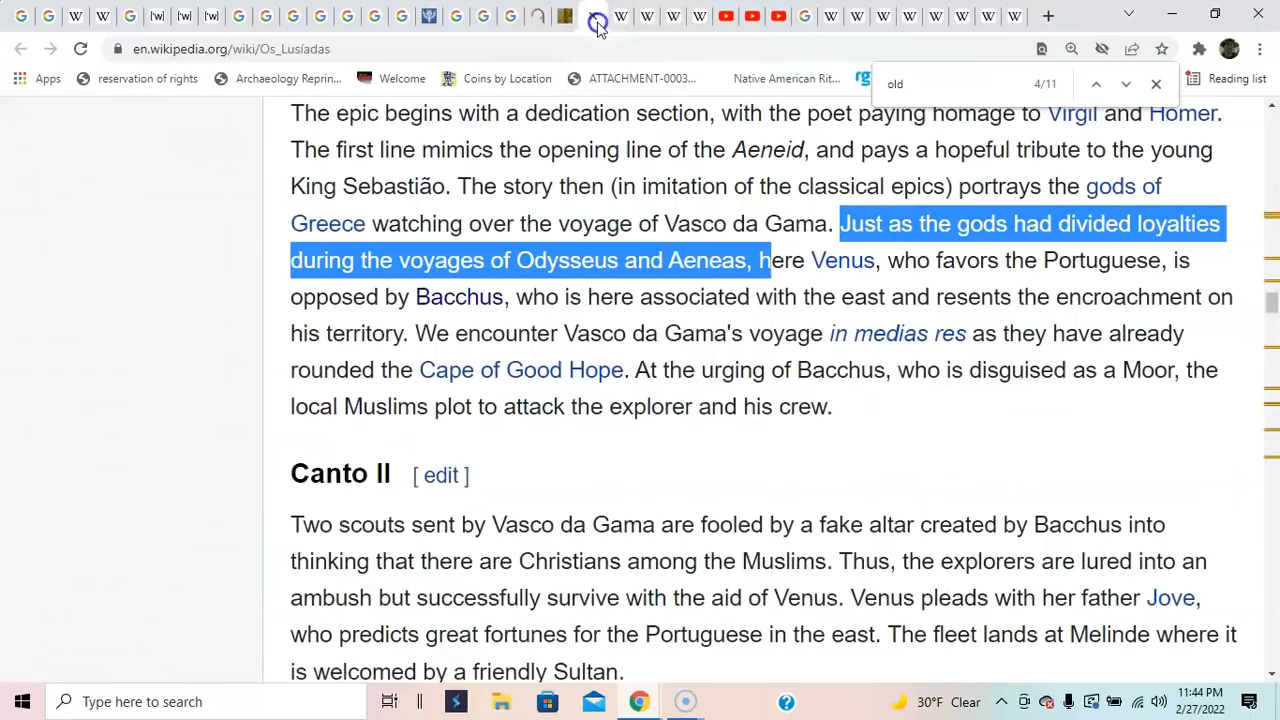 en.wikipedia.org/wiki/Os_Lusíadas
Apps
reservation of rights
Archaeology Reprin...
Welcome
Coins by Location
ATTACHMENT-0003...
Native American Rit...
rg
Reading list
old
4/11
The epic begins with a dedication section, with the poet paying homage to Virgil and Homer.
The first line mimics the opening line of the Aeneid, and pays a hopeful tribute to the young
King Sebastião. The story then (in imitation of the classical epics) portrays the gods of
Greece watching over the voyage of Vasco da Gama. Just as the gods had divided loyalties
during the voyages of Odysseus and Aeneas, here Venus, who favors the Portuguese, is
opposed by Bacchus, who is here associated with the east and resents the encroachment on
his territory. We encounter Vasco da Gama's voyage in medias res as they have already
rounded the Cape of Good Hope. At the urging of Bacchus, who is disguised as a Moor, the
local Muslims plot to attack the explorer and his crew.
Canto II [ edit ]
Two scouts sent by Vasco da Gama are fooled by a fake altar created by Bacchus into
thinking that there are Christians among the Muslims. Thus, the explorers are lured into an
ambush but successfully survive with the aid of Venus. Venus pleads with her father Jove,
who predicts great fortunes for the Portuguese in the east. The fleet lands at Melinde where it
is welcomed by a friendly Sultan.
Type here to search
30°F Clear
11:44 PM
2/27/2022